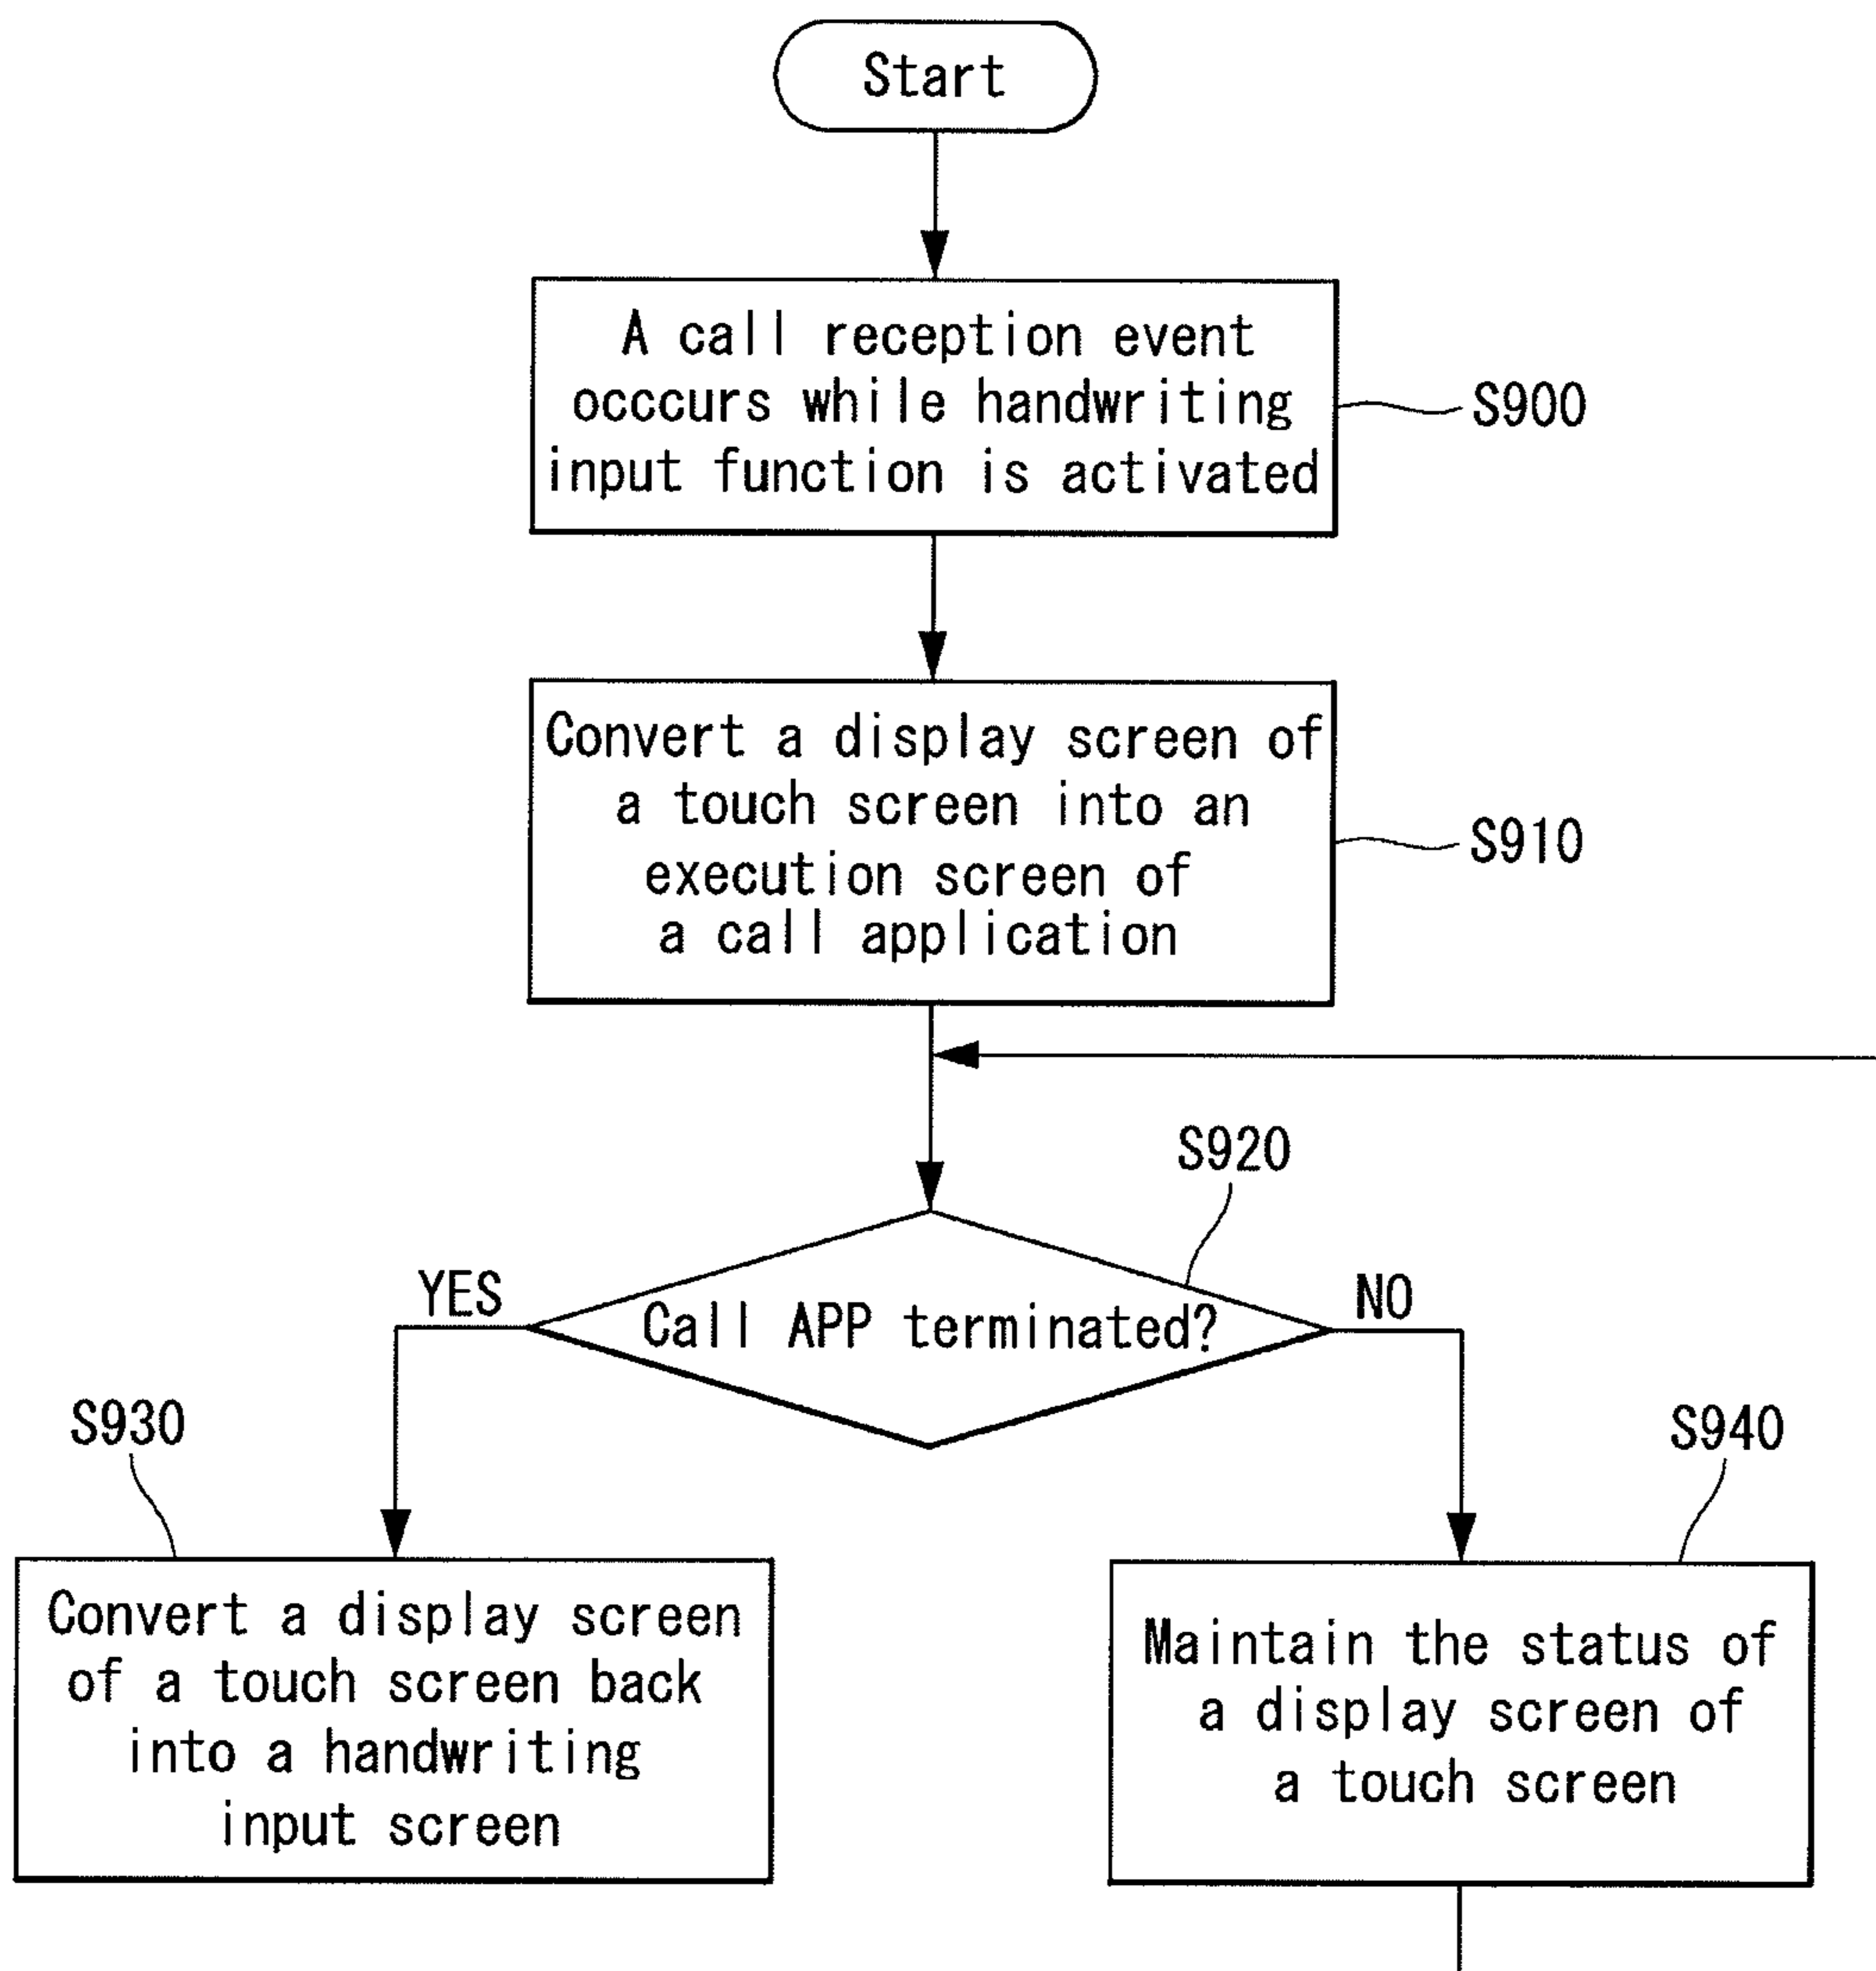 Start
A call reception event
occcurs while handwriting
input function is activated
S900
Convert a display screen of
a touch screen into an
execution screen of
a call application
S910
S920
YES
Call APP terminated?
NO
S930
S940
Convert a display screen
of a touch screen back
into a handwriting
input screen
Maintain the status of
a display screen of
a touch screen